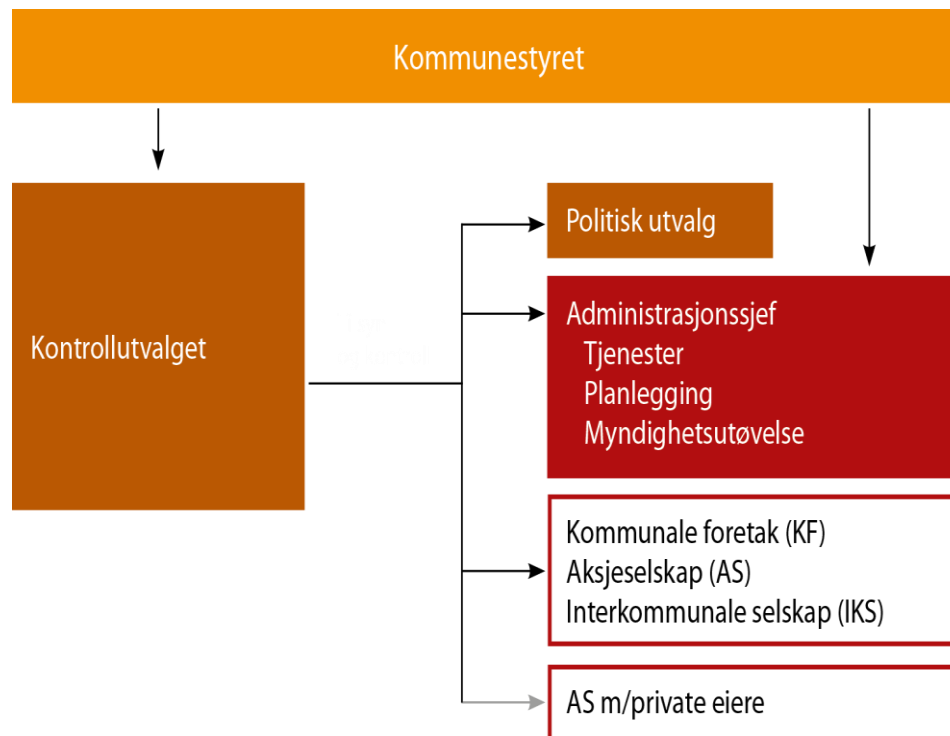 Kommunestyret
Kontrollutvalget
Politisk utvalg
Administrasjonssjef
Tjenester
Planlegging
Myndighetsutøvelse
Kommunale foretak (KF)
Aksjeselskap (AS)
Interkommunale selskap (IKS)
AS m/private eiere